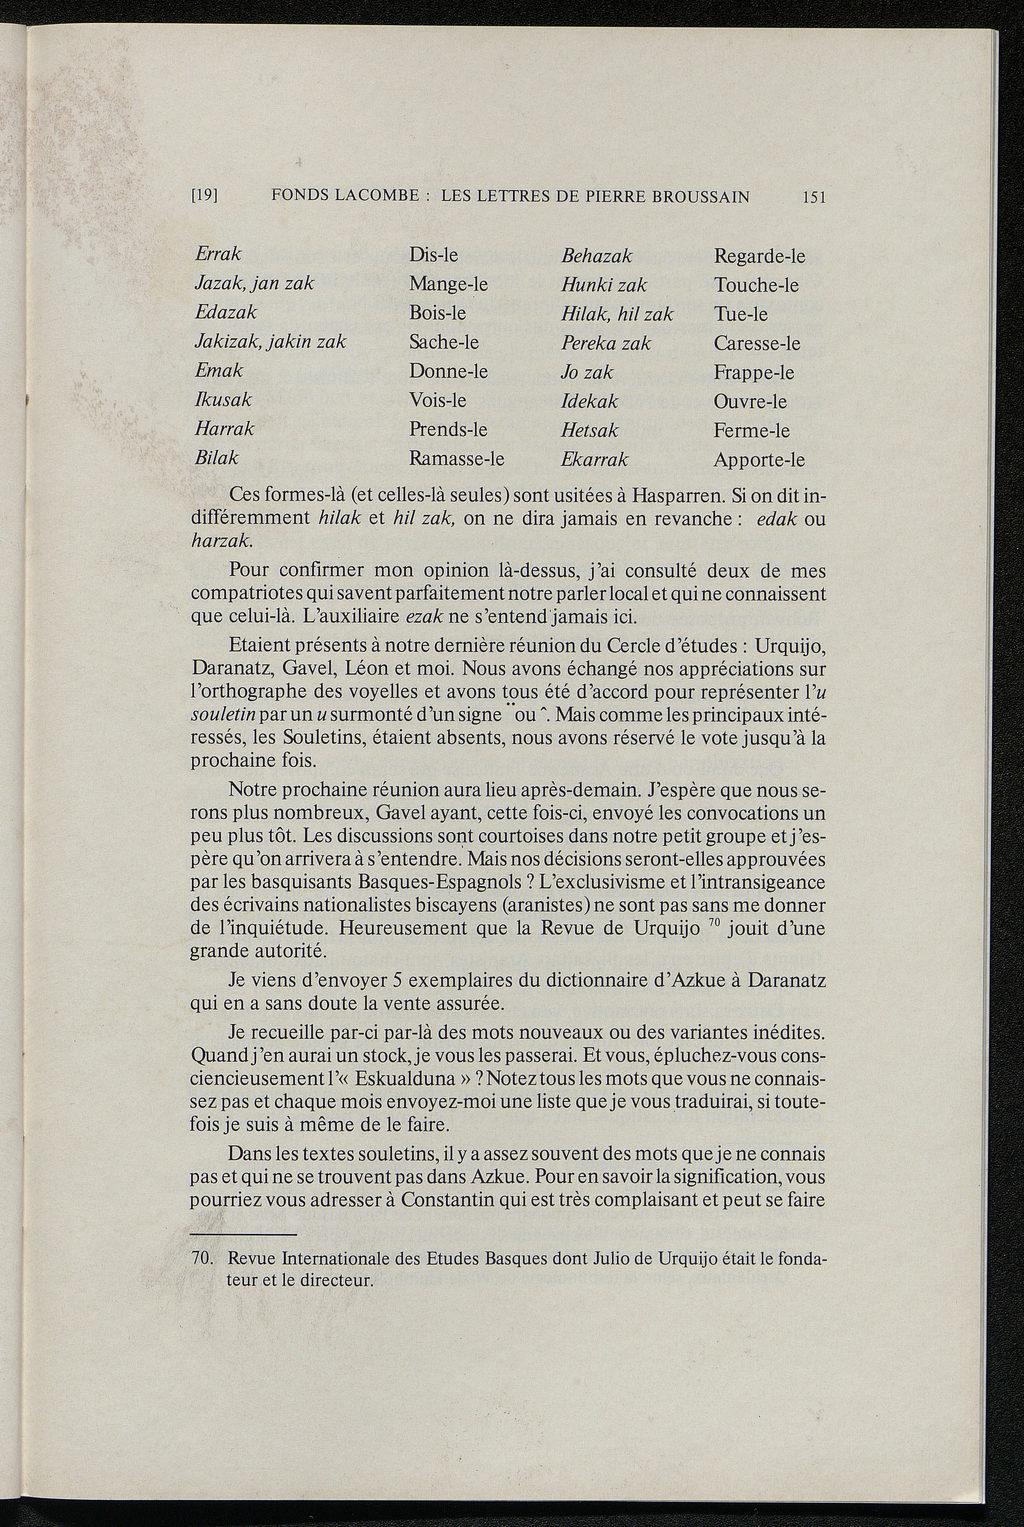 [19] FONDS LACOMBE : LES LETTRES DE PIERRE BROUSSAIN 151
Errak Dis-le Behazak Regarde-le
Jazak, jan zak Mange-le Hunki zak Touche-le
Edazak Bois-le Hilak, hil zak Tue-le
Jakizak, jakin zak Sache-le Pereka zak Caresse-le
Emak Donne-le Jo zak Frappe-le
Ikusak Vois-le Idekak Ouvre-le
Harrak Prends-le Hetsak Ferme-le
Bilak Ramasse-le Ekarrak Apporte-le
Ces formes-là (et celles-là seules) sont usitées à Hasparren. Si on dit in-
différemment hilak et hil zak, on ne dira jamais en revanche : edak ou
harzak.
Pour confirmer mon opinion là-dessus, j'ai consulté deux de mes
compatriotes qui savent parfaitement notre parler local et qui ne connaissent
que celui-là. L'auxiliaire ezak ne s'entend jamais ici.
Etaient présents à notre dernière réunion du Cercle d'études : Urquijo,
Daranatz, Gavel, Léon et moi. Nous avons échangé nos appréciations sur
l'orthographe des voyelles et avons tous été d'accord pour représenter l'u
souletin par un u surmonté d'un signe ¨ ou ^. Mais comme les principaux inté-
ressés, les Souletins, étaient absents, nous avons réservé le vote jusqu'à la
prochaine fois.
Notre prochaine réunion aura lieu après-demain. J'espère que nous se-
rons plus nombreux, Gavel ayant, cette fois-ci, envoyé les convocations un
peu plus tôt. Les discussions sont courtoises dans notre petit groupe et j'es-
père qu'on arrivera à s'entendre. Mais nos décisions seront-elles approuvées
par les basquisants Basques-Espagnols ? L'exclusivisme et l'intransigeance
des écrivains nationalistes biscayens (aranistes) ne sont pas sans me donner
de l'inquiétude. Heureusement que la Revue de Urquijo 70 jouit d'une
grande autorité.
Je viens d'envoyer 5 exemplaires du dictionnaire d'Azkue à Daranatz
qui en a sans doute la vente assurée.
Je recueille par-ci par-là des mots nouveaux ou des variantes inédites.
Quand j'en aurai un stock, je vous les passerai. Et vous, épluchez-vous cons-
ciencieusement l'« Eskualduna » ? Notez tous les mots que vous ne connais-
sez pas et chaque mois envoyez-moi une liste que je vous traduirai, si toute-
fois je suis à même de le faire.
Dans les textes souletins, il y a assez souvent des mots que je ne connais
pas et qui ne se trouvent pas dans Azkue. Pour en savoir la signification, vous
pourriez vous adresser à Constantin qui est très complaisant et peut se faire
70. Revue Internationale des Etudes Basques dont Julio de Urquijo était le fonda-
teur et le directeur.